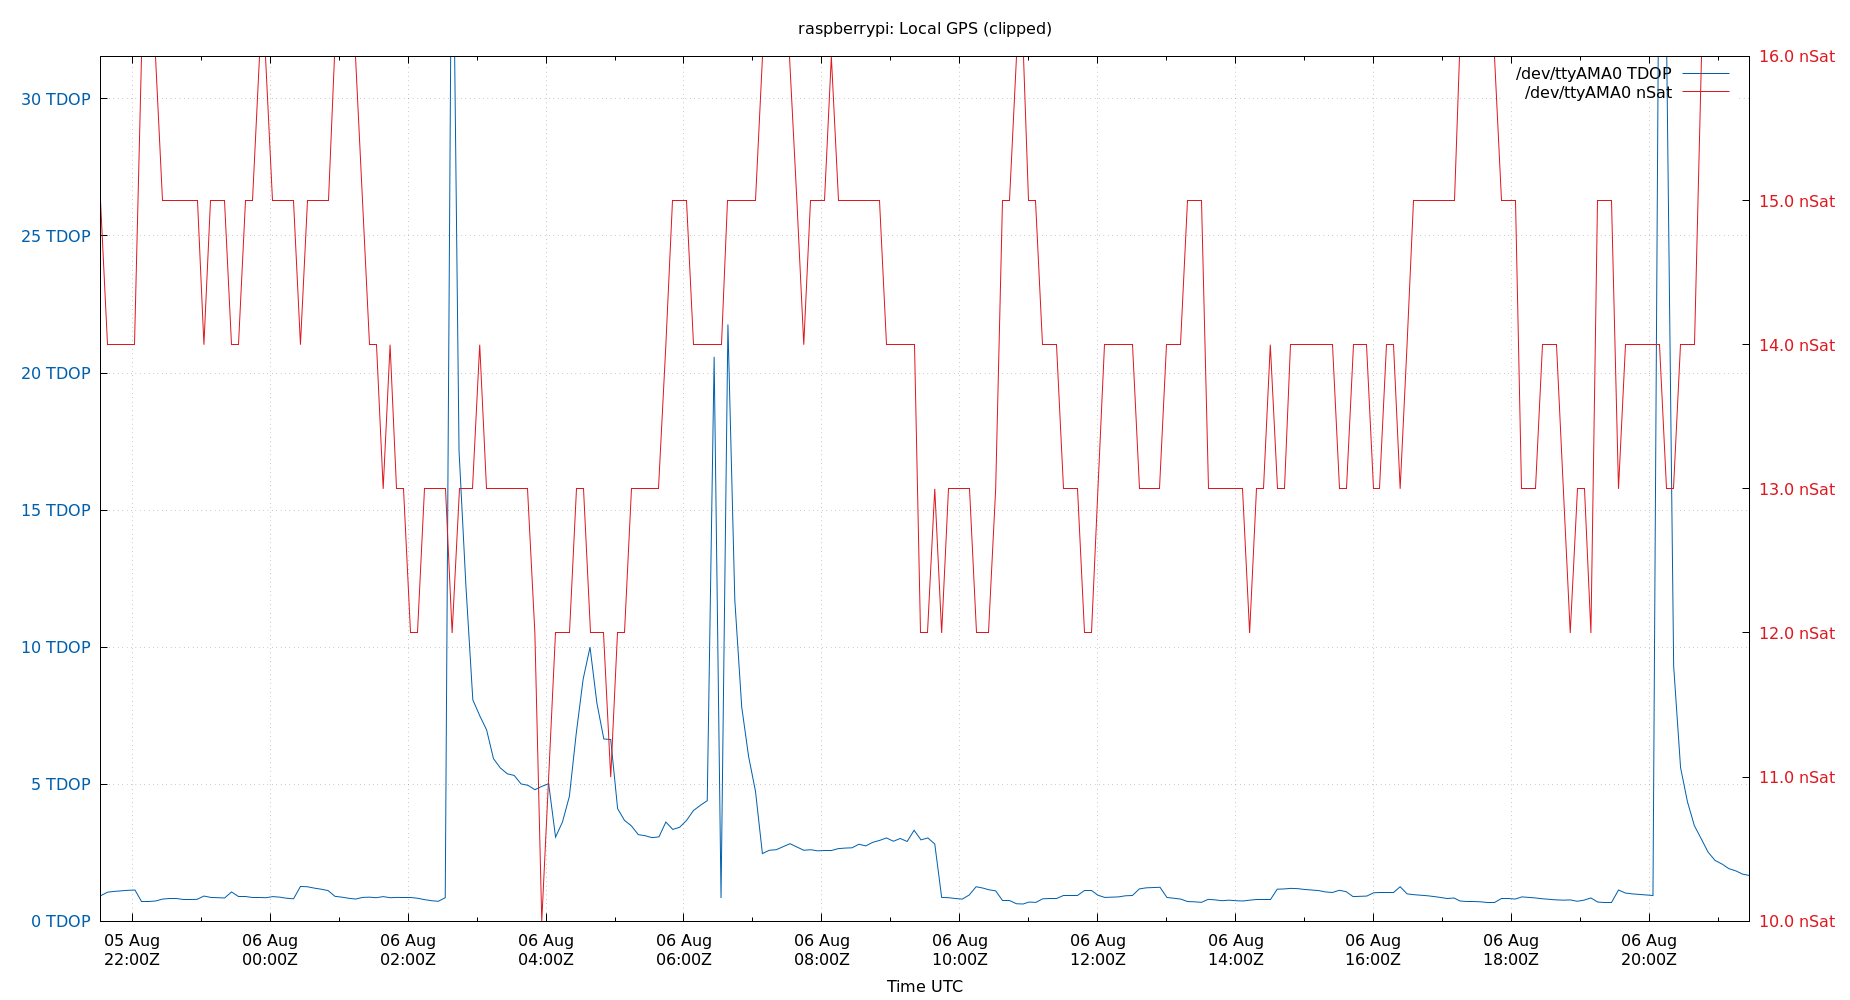 raspberrypi: Local GPS (clipped)
/dev/ttyAMA0 TDOP
/dev/ttyAMA0 nSat
30 TDOP
25 TDOP
20 TDOP
15 TDOP
10 TDOP
5 TDOP
0 TDOP
16.0 nSat
15.0 nSat
14.0 nSat
13.0 nSat
12.0 nSat
11.0 nSat
10.0 nSat
05 Aug 06 Aug 06 Aug 06 Aug 06 Aug 06 Aug 06 Aug 06 Aug 06 Aug 06 Aug 06 Aug 06 Aug
22:00Z 00:00Z 02:00Z 04:00Z 06:00Z 08:00Z 10:00Z 12:00Z 14:00Z 16:00Z 18:00Z 20:00Z
Time UTC